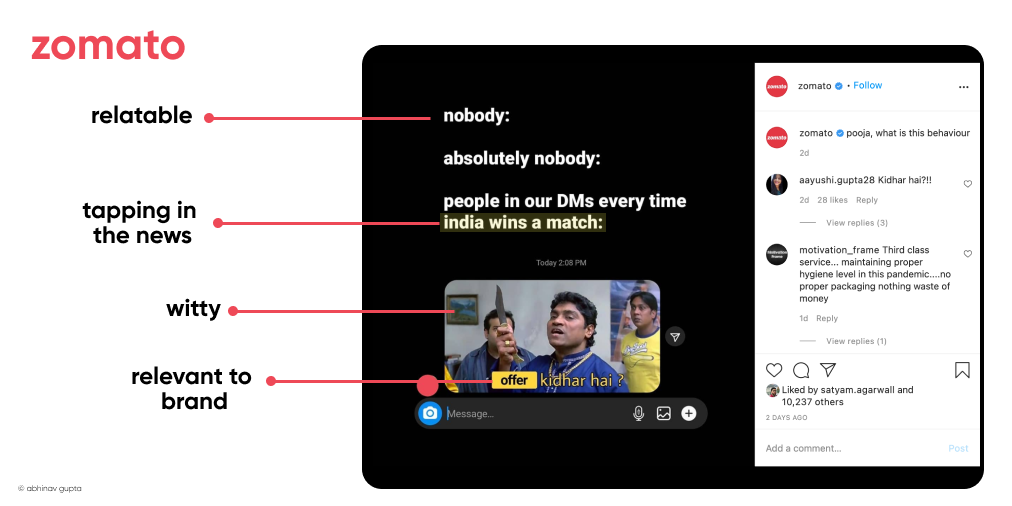 zomato
relatable
tapping in
the news
witty
relevant to
brand
© abhinav gupta
nobody:
absolutely nobody:
people in our DMs every time
india wins a match:
Today 2:08 PM
offer kidhar hai ?
Message...
zomato
zomato • Follow
zomato
zomato pooja, what is this behaviour
2d
aayushi.gupta28 Kidhar hai?!!
2d 28 likes Reply
View replies (3)
motivation_frame Third class
service... maintaining proper
hygiene level in this pandemic....no
proper packaging nothing waste of
money
1d Reply
View replies (1)
Liked by satyam.agarwall and
10,237 others
2 DAYS AGO
Add a comment...
Post